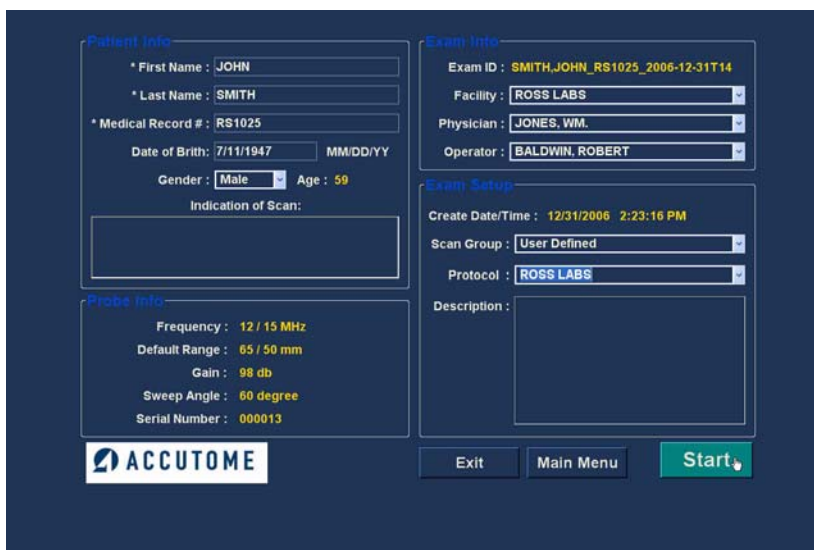 Patient Info
* First Name : JOHN
* Last Name : SMITH
* Medical Record # : RS1025
Date of Brith: 7/11/1947 MM/DD/YY
Gender : Male Age : 59
Indication of Scan:
Probe Info
Frequency : 12 / 15 MHz
Default Range : 65 / 50 mm
Gain : 98 db
Sweep Angle : 60 degree
Serial Number : 000013
ACCUTOME
Exam Info
Exam ID : SMITH,JOHN_RS1025_2006-12-31T14
Facility : ROSS LABS
Physician : JONES, WM.
Operator : BALDWIN, ROBERT
Exam Setup
Create Date/Time : 12/31/2006 2:23:16 PM
Scan Group : User Defined
Protocol : ROSS LABS
Description :
Exit Main Menu Start